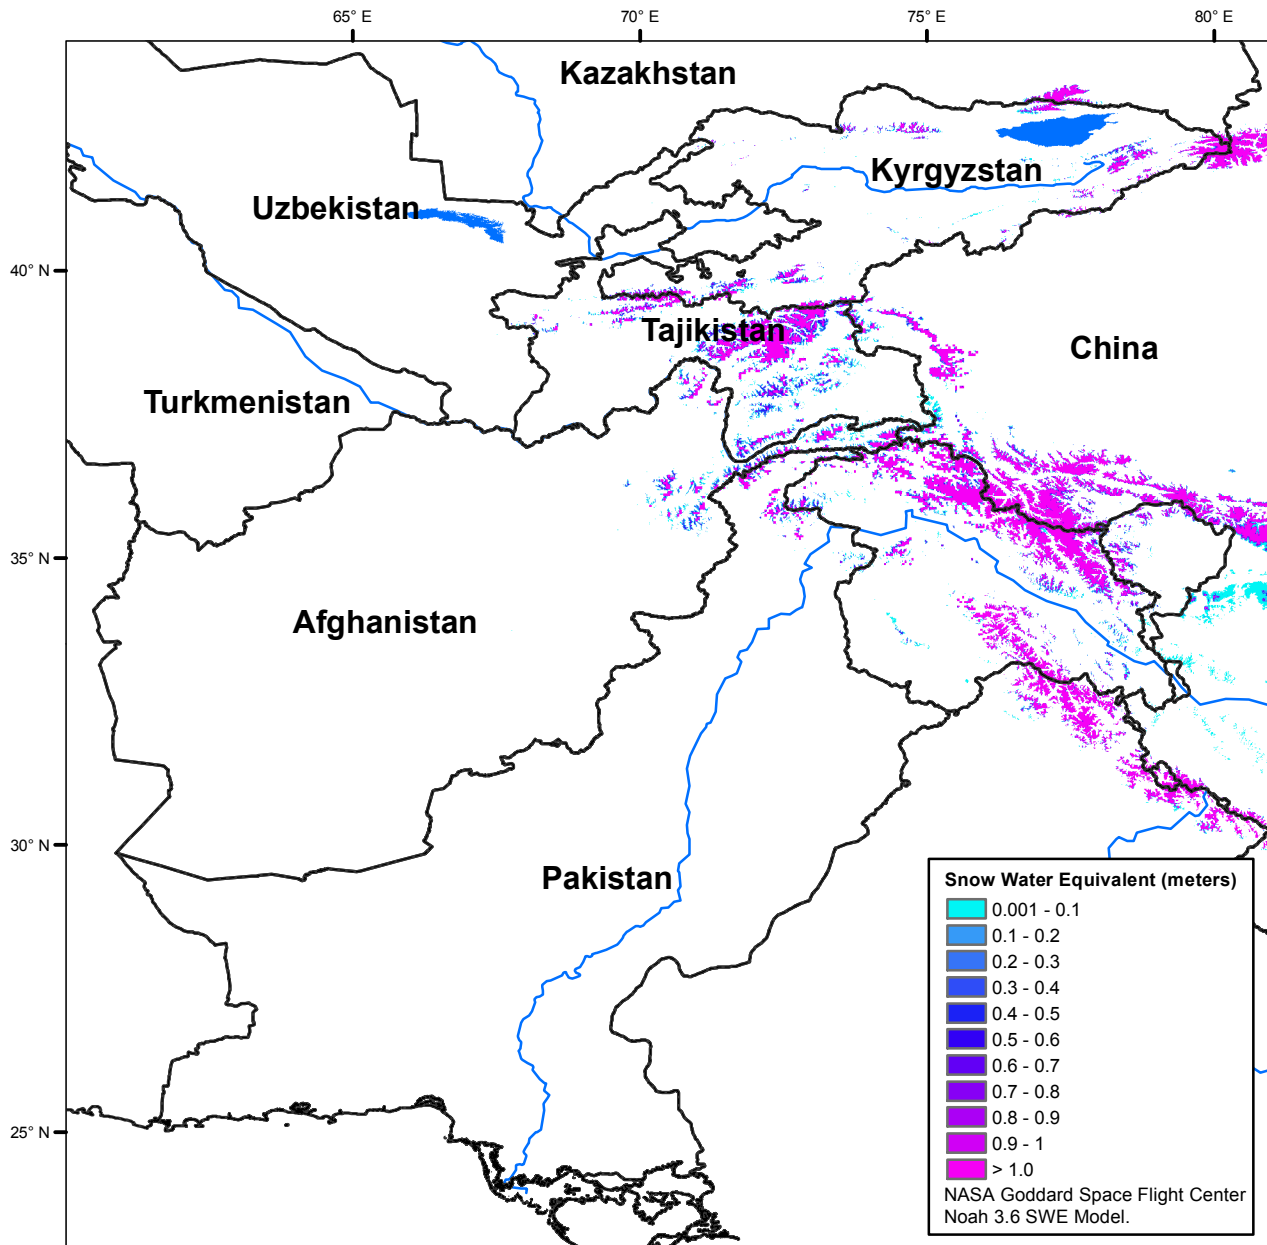 65° E
70° E
75° E
80° E
Kazakhstan
Kyrgyzstan
Uzbekistan
40° N
Tajikistan
China
Turkmenistan
35° N
Afghanistan
30° N
Pakistan
25° N
Snow Water Equivalent (meters)
0.001 - 0.1
0.1 - 0.2
0.2 - 0.3
0.3 - 0.4
0.4 - 0.5
0.5 - 0.6
0.6 - 0.7
0.7 - 0.8
0.8 - 0.9
0.9 - 1
> 1.0
NASA Goddard Space Flight Center
Noah 3.6 SWE Model.